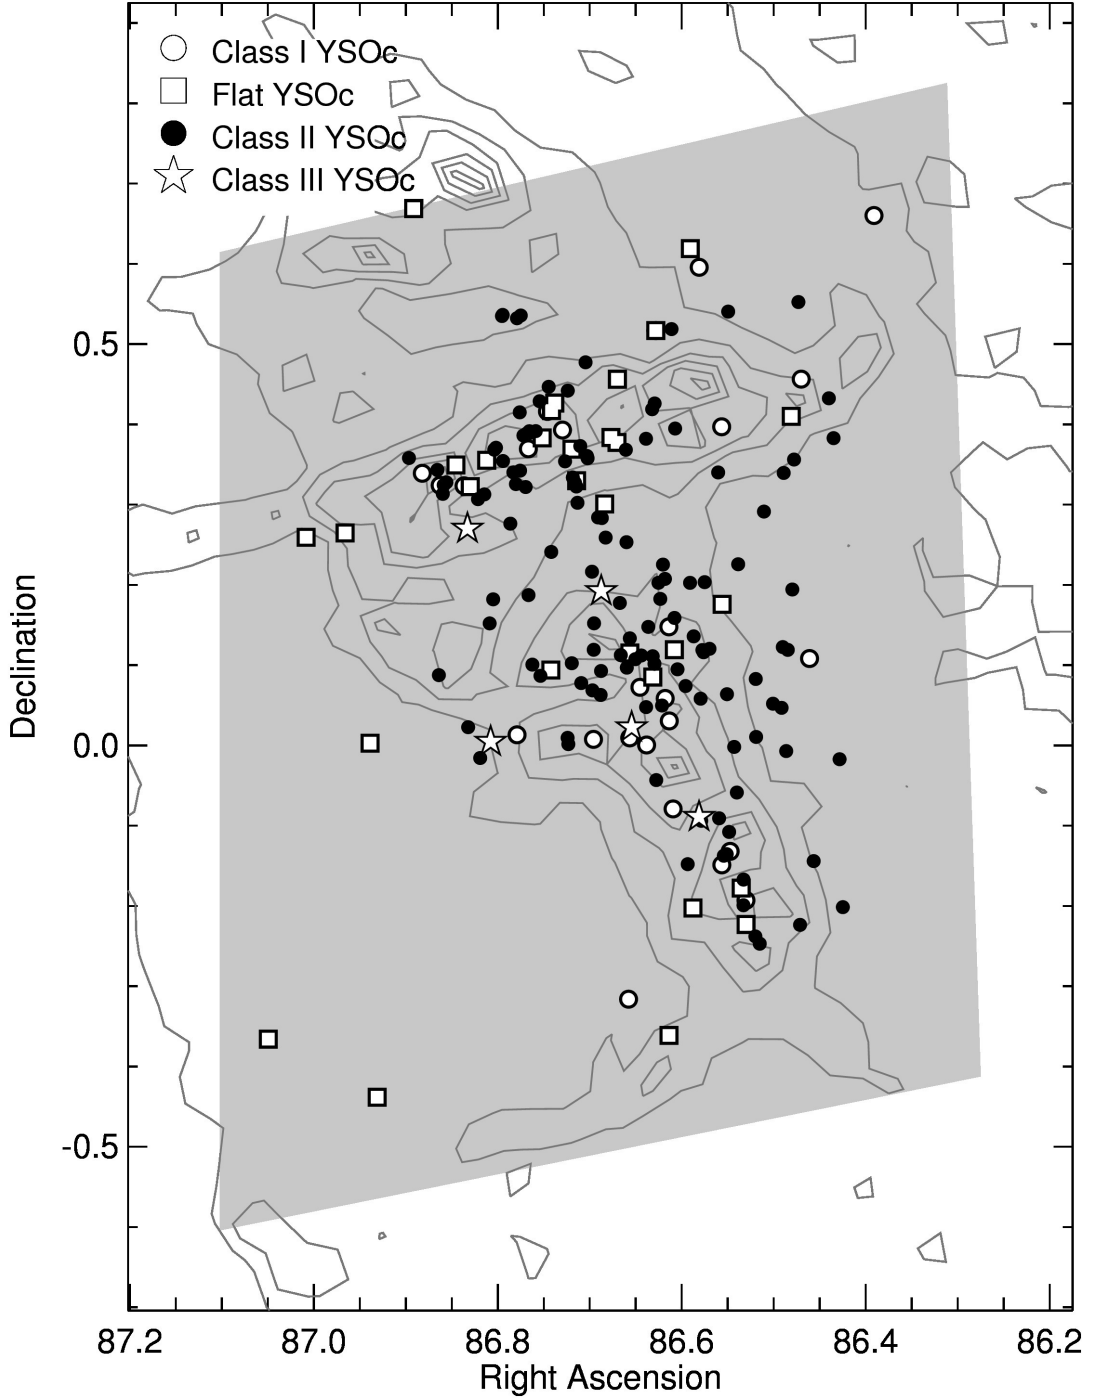 Class I YSOc
Flat YSOc
Class II YSOc
Class III YSOc
0.5
0.0
-0.5
Declination
87.2 87.0 86.8 86.6 86.4 86.2
Right Ascension